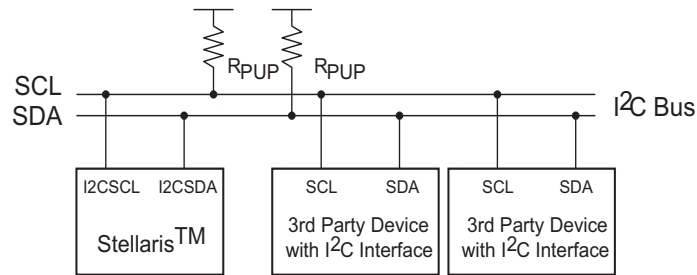 RPUP RPUP
SCL
SDA
I²C Bus
I2CSCL I2CSDA
Stellaris™
SCL SDA
3rd Party Device
with I²C Interface
SCL SDA
3rd Party Device
with I²C Interface